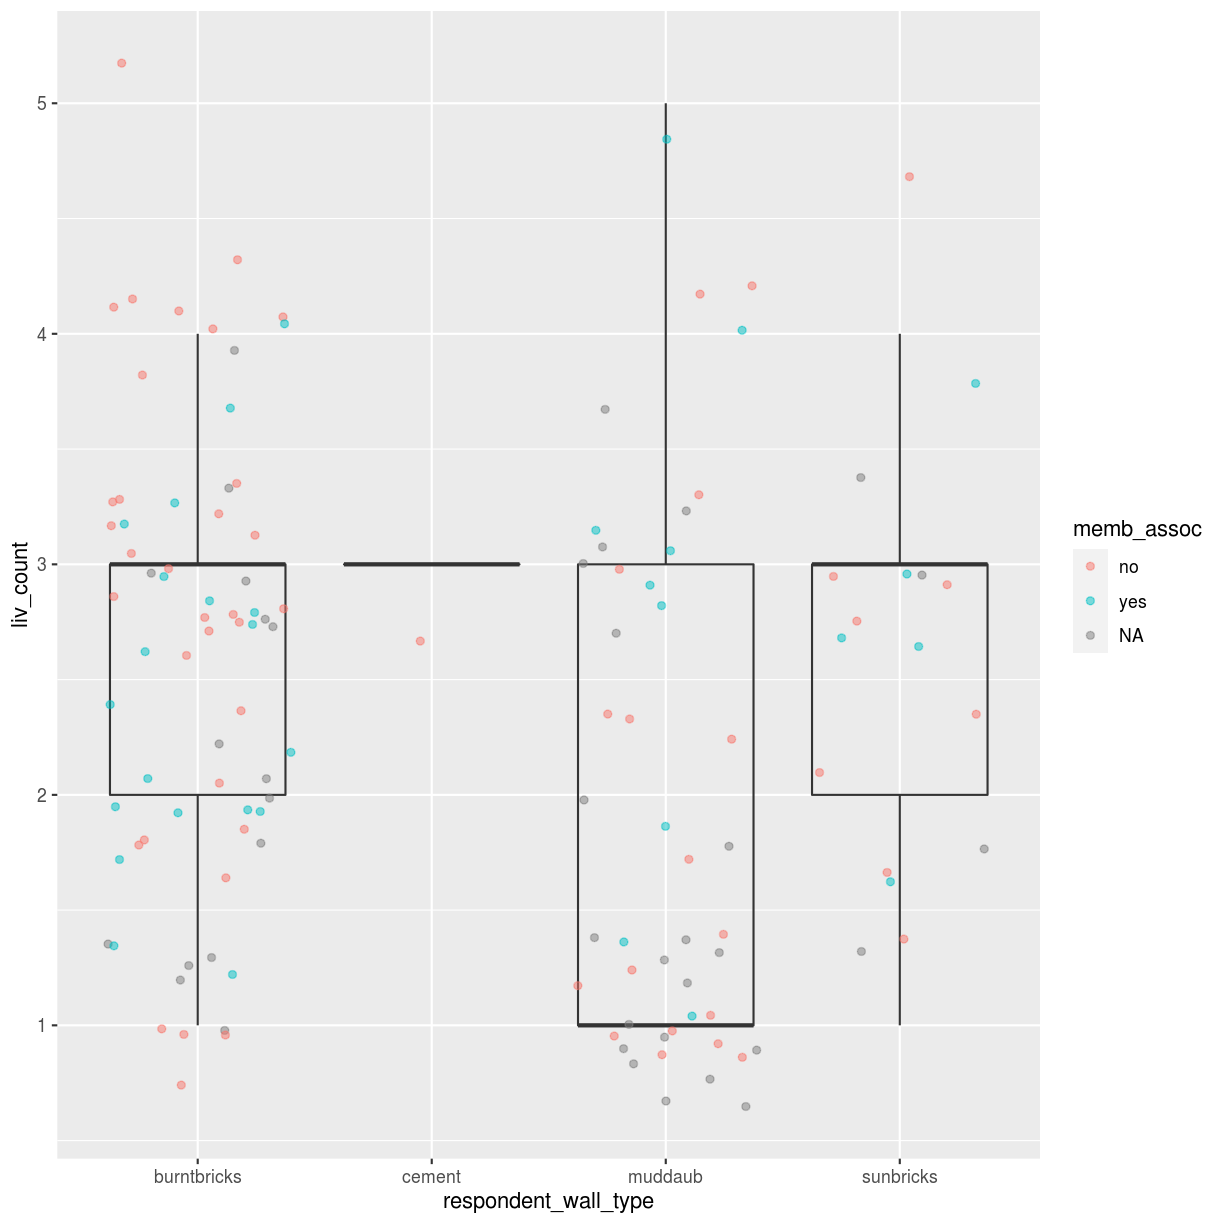 5
4
3
2
1
liv_count
burntbricks
cement
muddaub
sunbricks
respondent_wall_type
memb_assoc
no
yes
NA